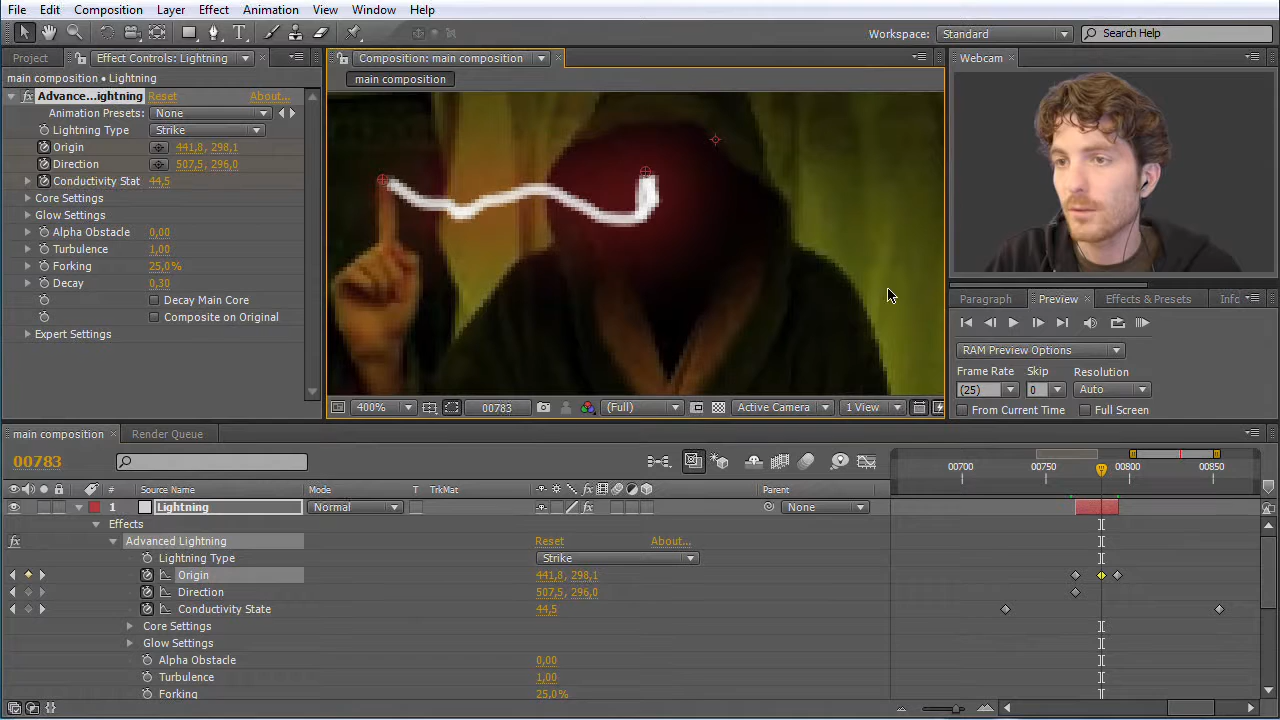 File Edit Composition Layer Effect Animation View Window Help
Workspace: Standard Search Help
Project Effect Controls: Lightning
main composition • Lightning
fx Advance...ightning Reset About...
Animation Presets: None
Lightning Type Strike
Origin 441,8, 298,1
Direction 507,5, 296,0
Conductivity Stat 44,5
Core Settings
Glow Settings
Alpha Obstacle 0,00
Turbulence 1,00
Forking 25,0%
Decay 0,30
Decay Main Core
Composite on Original
Expert Settings
Composition: main composition
main composition
400% 00783 (Full) Active Camera 1 View
Webcam
Paragraph Preview Effects & Presets Info
RAM Preview Options
Frame Rate Skip Resolution
(25) 0 Auto
From Current Time Full Screen
main composition Render Queue
00783
00700 00750 00800 00850
# Source Name Mode T TrkMat fx Parent
1 Lightning Normal fx None
Effects
fx Advanced Lightning Reset About...
Lightning Type Strike
Origin 441,8, 298,1
Direction 507,5, 296,0
Conductivity State 44,5
Core Settings
Glow Settings
Alpha Obstacle 0,00
Turbulence 1,00
Forking 25,0%